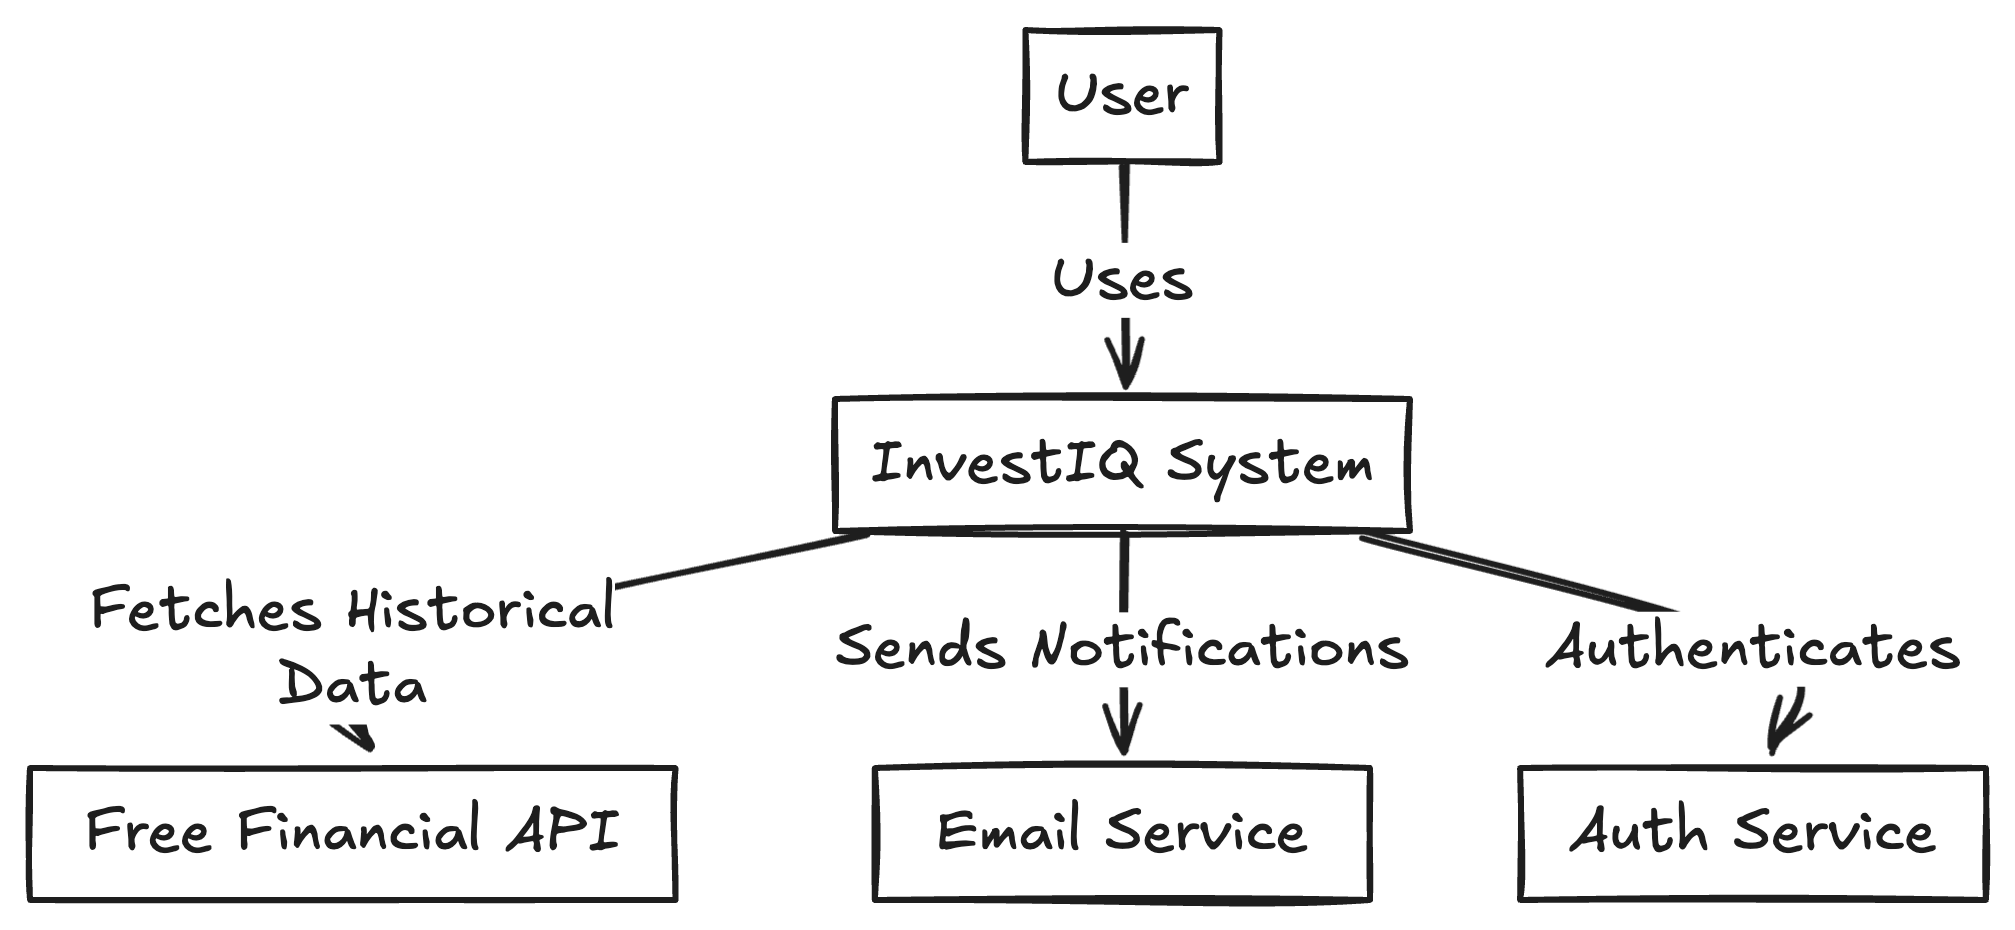 User
Uses
InvestIQ System
Fetches Historical
Data
Sends Notifications
Authenticates
Free Financial API
Email Service
Auth Service